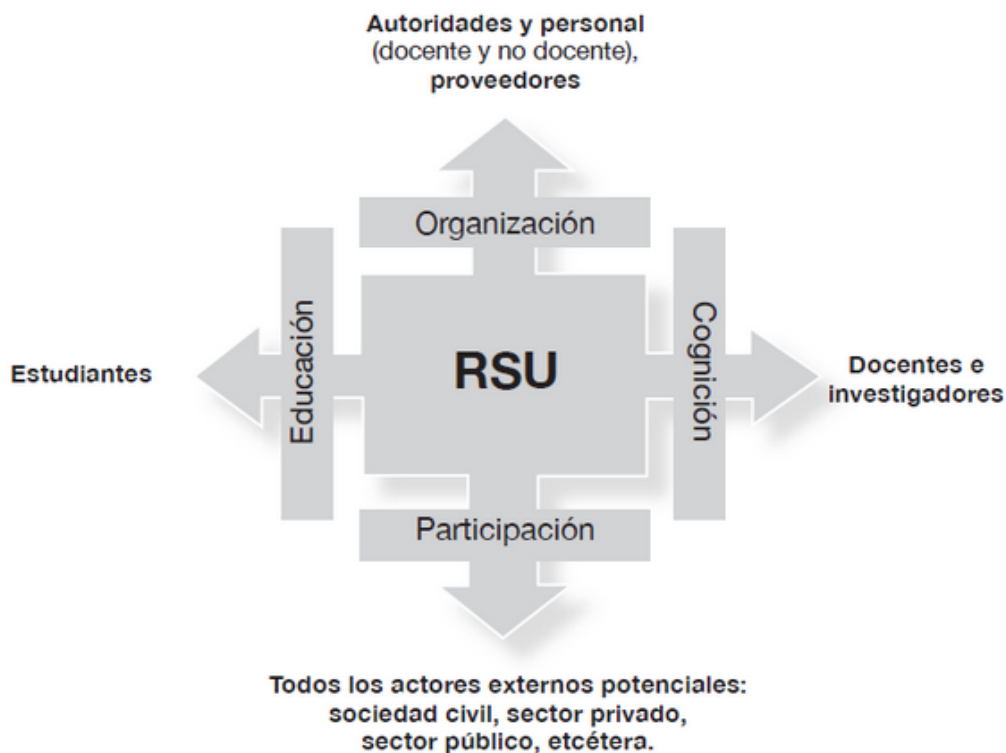 Autoridades y personal
(docente y no docente),
proveedores
Organización
Educación
RSU
Cognición
Estudiantes
Docentes e
investigadores
Participación
Todos los actores externos potenciales:
sociedad civil, sector privado,
sector público, etcétera.